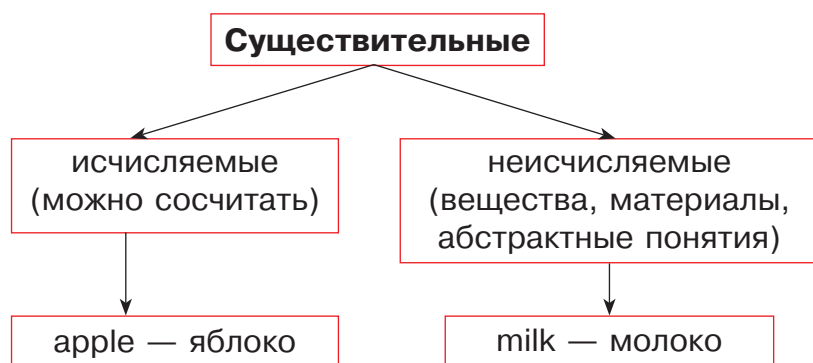 Существительные
исчисляемые
(можно сосчитать)
неисчисляемые
(вещества, материалы,
абстрактные понятия)
apple — яблоко
milk — молоко